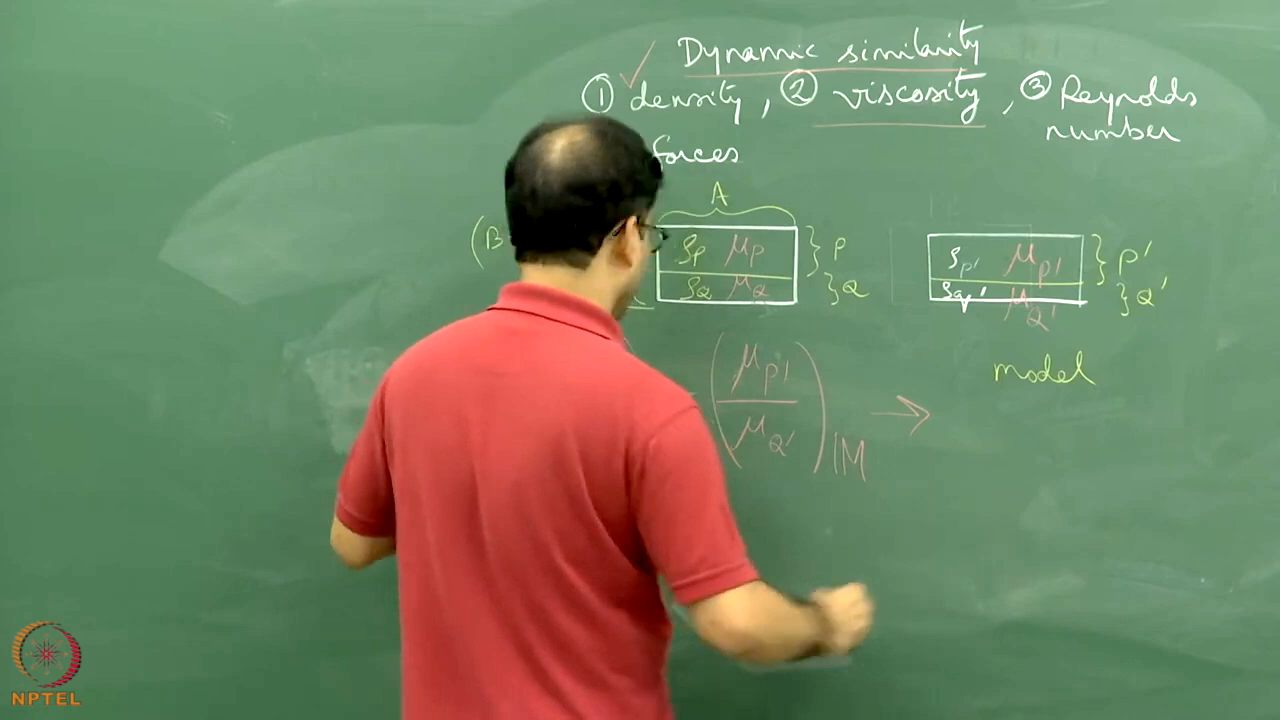 ✓ Dynamic similarity
① density, ② viscosity, ③ Reynolds
number
forces
A
(B
ρP μP } P
ρQ μQ } Q
ρP' μP' } P'
ρq' μQ' } Q'
model
(μP' / μQ')M →
NPTEL